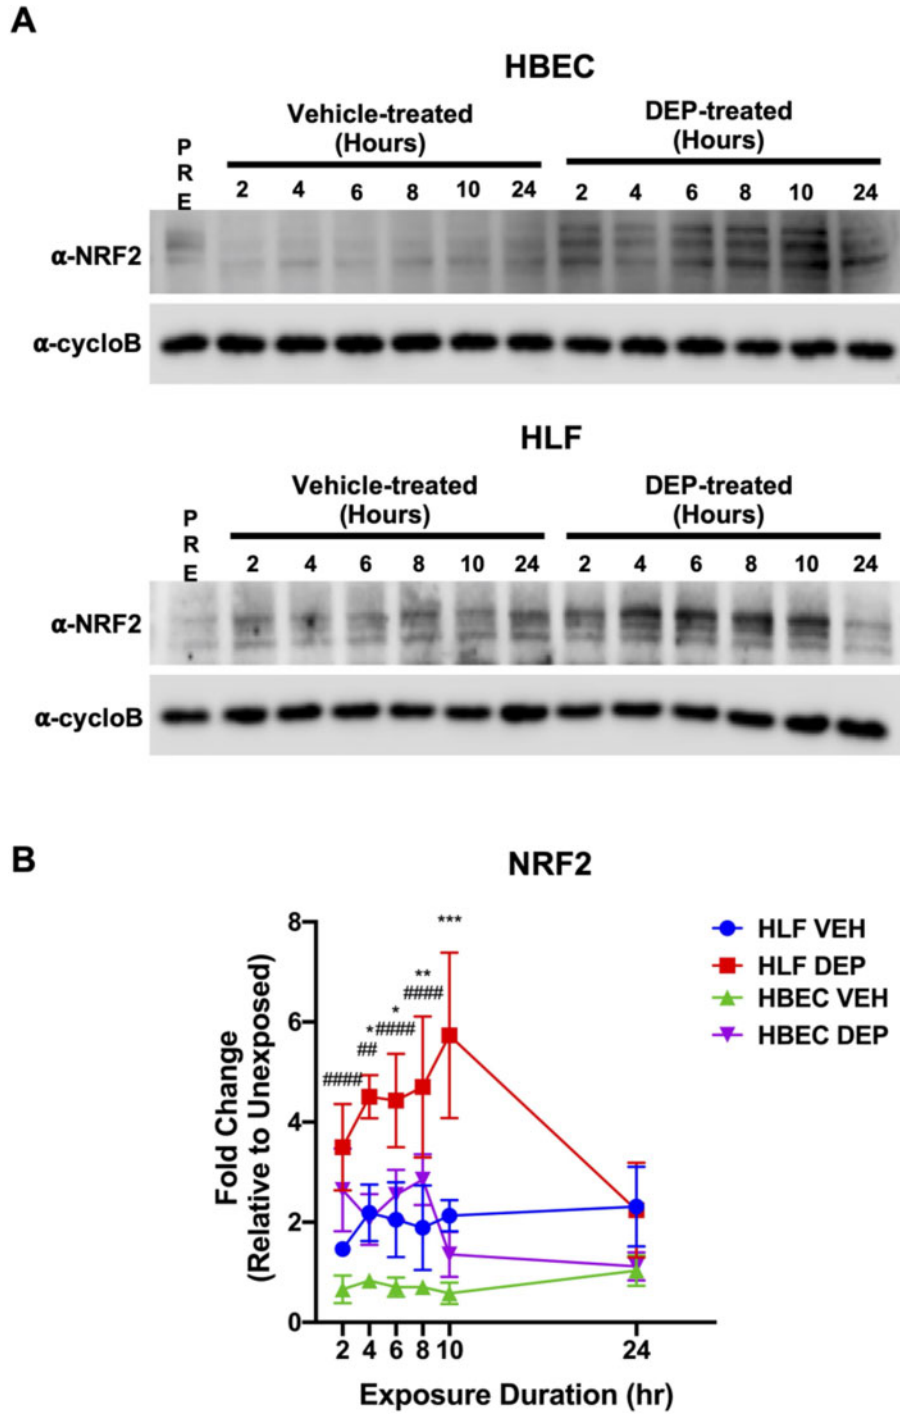 A
HBEC
Vehicle-treated
(Hours)
DEP-treated
(Hours)
P
R
E
2 4 6 8 10 24 2 4 6 8 10 24
α-NRF2
α-cycloB
HLF
Vehicle-treated
(Hours)
DEP-treated
(Hours)
P
R
E
2 4 6 8 10 24 2 4 6 8 10 24
α-NRF2
α-cycloB
B
NRF2
Fold Change
(Relative to Unexposed)
8
6
4
2
0
####
*
##
*
####
**
####
***
HLF VEH
HLF DEP
HBEC VEH
HBEC DEP
2 4 6 8 10 24
Exposure Duration (hr)